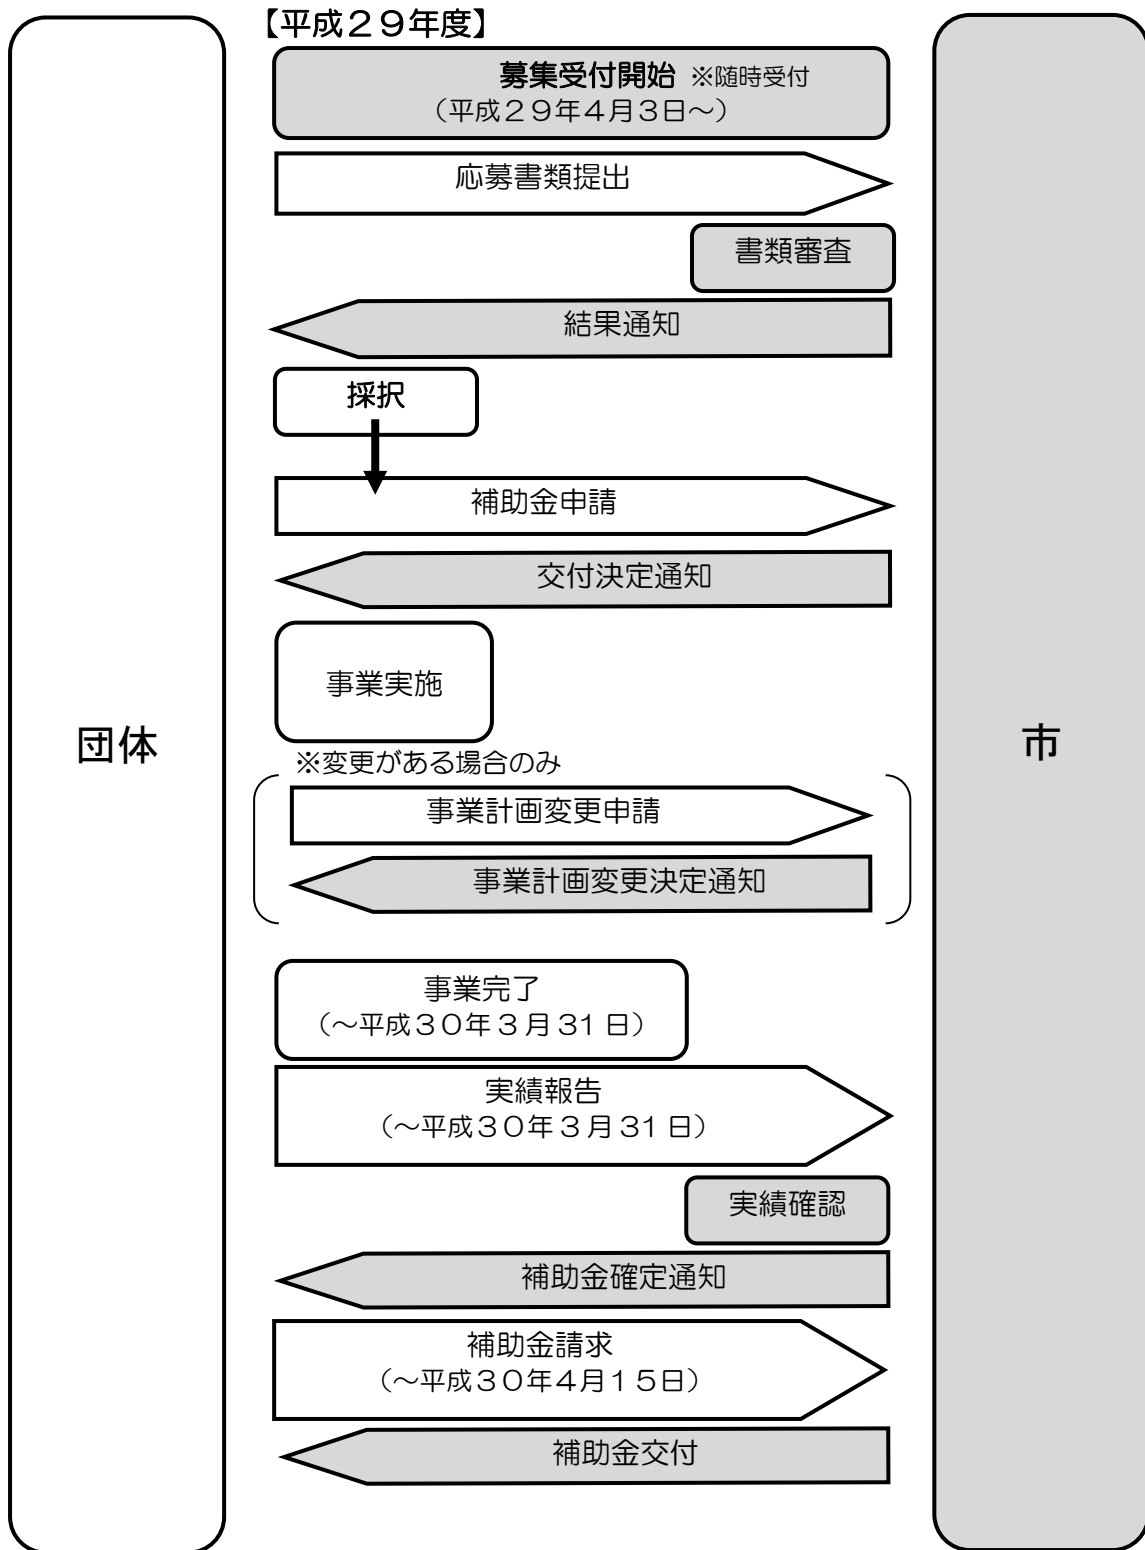 【平成２９年度】
募集受付開始 ※随時受付
（平成２９年４月３日～）
応募書類提出
書類審査
結果通知
採択
補助金申請
交付決定通知
事業実施
団体
市
※変更がある場合のみ
事業計画変更申請
事業計画変更決定通知
事業完了
（～平成３０年３月31日）
実績報告
（～平成３０年３月31日）
実績確認
補助金確定通知
補助金請求
（～平成３０年４月１５日）
補助金交付